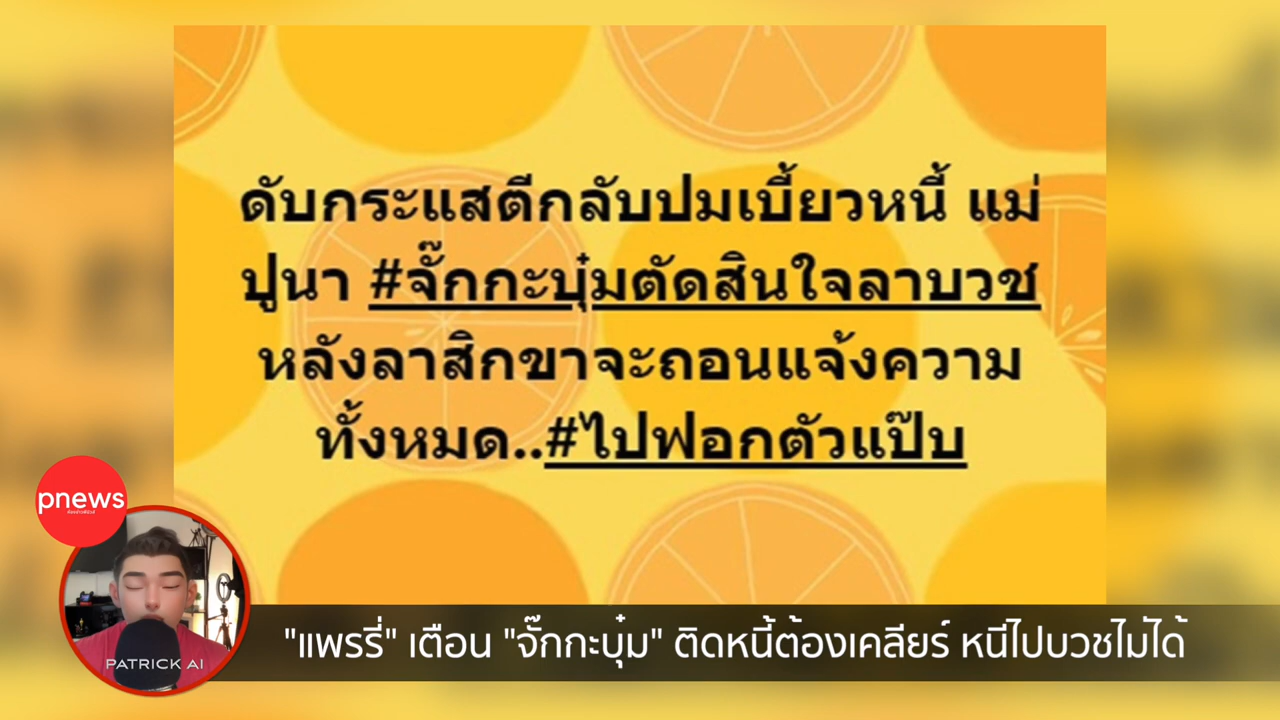 ดับกระแสตีกลับปมเบี้ยวหนี้ แม่
ปูนา #จั๊กกะบุ๋มตัดสินใจลาบวช
หลังลาสิกขาจะถอนแจ้งความ
ทั้งหมด..#ไปฟอกตัวแป๊บ
pnews
PATRICK AI
"แพรรี่" เตือน "จั๊กกะบุ๋ม" ติดหนี้ต้องเคลียร์ หนีไปบวชไม่ได้